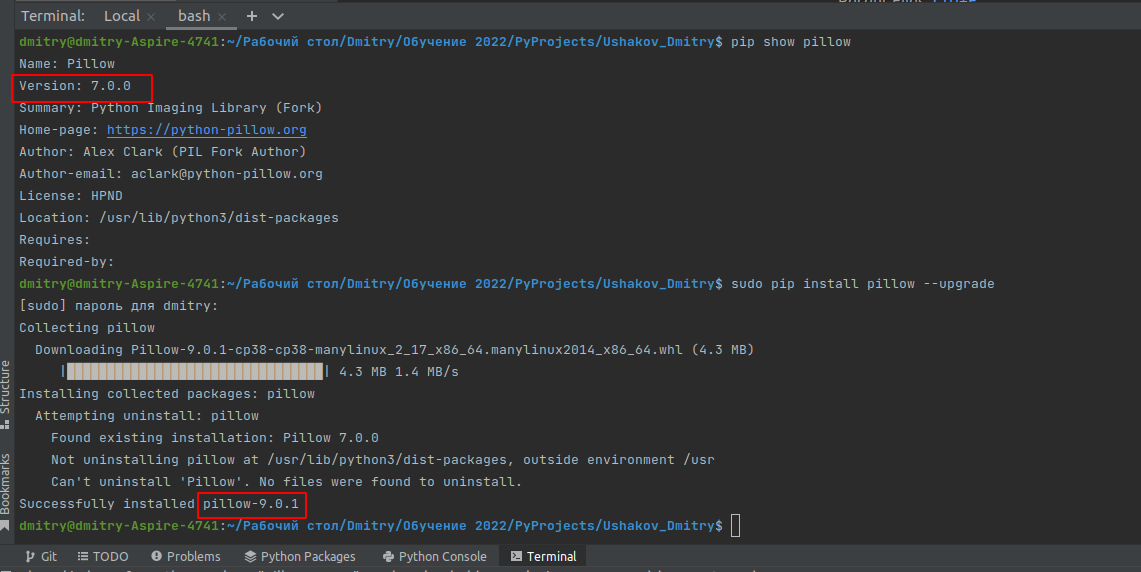 Terminal: Local × bash × +
dmitry@dmitry-Aspire-4741:~/Рабочий стол/Dmitry/Обучение 2022/PyProjects/Ushakov_Dmitry$ pip show pillow
Name: Pillow
Version: 7.0.0
Summary: Python Imaging Library (Fork)
Home-page: https://python-pillow.org
Author: Alex Clark (PIL Fork Author)
Author-email: aclark@python-pillow.org
License: HPND
Location: /usr/lib/python3/dist-packages
Requires:
Required-by:
dmitry@dmitry-Aspire-4741:~/Рабочий стол/Dmitry/Обучение 2022/PyProjects/Ushakov_Dmitry$ sudo pip install pillow --upgrade
[sudo] пароль для dmitry:
Collecting pillow
Downloading Pillow-9.0.1-cp38-cp38-manylinux_2_17_x86_64.manylinux2014_x86_64.whl (4.3 MB)
4.3 MB 1.4 MB/s
Installing collected packages: pillow
Attempting uninstall: pillow
Found existing installation: Pillow 7.0.0
Not uninstalling pillow at /usr/lib/python3/dist-packages, outside environment /usr
Can't uninstall 'Pillow'. No files were found to uninstall.
Successfully installed pillow-9.0.1
dmitry@dmitry-Aspire-4741:~/Рабочий стол/Dmitry/Обучение 2022/PyProjects/Ushakov_Dmitry$
Structure
Bookmarks
Git TODO Problems Python Packages Python Console Terminal